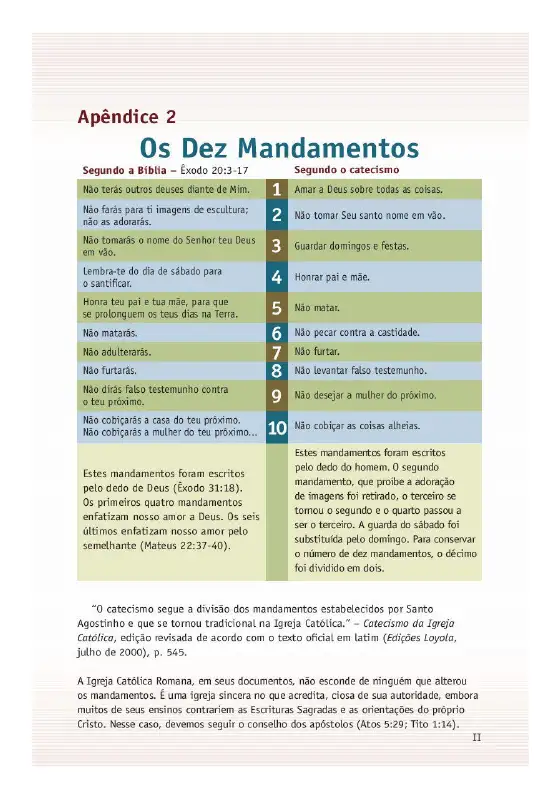 Apêndice 2
Os Dez Mandamentos
Segundo a Bíblia – Êxodo 20:3-17
Segundo o catecismo
Não terás outros deuses diante de Mim.
1
Amar a Deus sobre todas as coisas.
Não farás para ti imagens de escultura;
não as adorarás.
2
Não tomar Seu santo nome em vão.
Não tomarás o nome do Senhor teu Deus
em vão.
3
Guardar domingos e festas.
Lembra-te do dia de sábado para
o santificar.
4
Honrar pai e mãe.
Honra teu pai e tua mãe, para que
se prolonguem os teus dias na Terra.
5
Não matar.
Não matarás.
6
Não pecar contra a castidade.
Não adulterarás.
7
Não furtar.
Não furtarás.
8
Não levantar falso testemunho.
Não dirás falso testemunho contra
o teu próximo.
9
Não desejar a mulher do próximo.
Não cobiçarás a casa do teu próximo.
Não cobiçarás a mulher do teu próximo...
10
Não cobiçar as coisas alheias.
Estes mandamentos foram escritos
pelo dedo de Deus (Êxodo 31:18).
Os primeiros quatro mandamentos
enfatizam nosso amor a Deus. Os seis
últimos enfatizam nosso amor pelo
semelhante (Mateus 22:37-40).
Estes mandamentos foram escritos
pelo dedo do homem. O segundo
mandamento, que proíbe a adoração
de imagens foi retirado, o terceiro se
tornou o segundo e o quarto passou a
ser o terceiro. A guarda do sábado foi
substituída pelo domingo. Para conservar
o número de dez mandamentos, o décimo
foi dividido em dois.
“O catecismo segue a divisão dos mandamentos estabelecidos por Santo
Agostinho e que se tornou tradicional na Igreja Católica.” – Catecismo da Igreja
Católica, edição revisada de acordo com o texto oficial em latim (Edições Loyola,
julho de 2000), p. 545.
A Igreja Católica Romana, em seus documentos, não esconde de ninguém que alterou
os mandamentos. É uma igreja sincera no que acredita, ciosa de sua autoridade, embora
muitos de seus ensinos contrariem as Escrituras Sagradas e as orientações do próprio
Cristo. Nesse caso, devemos seguir o conselho dos apóstolos (Atos 5:29; Tito 1:14).
II